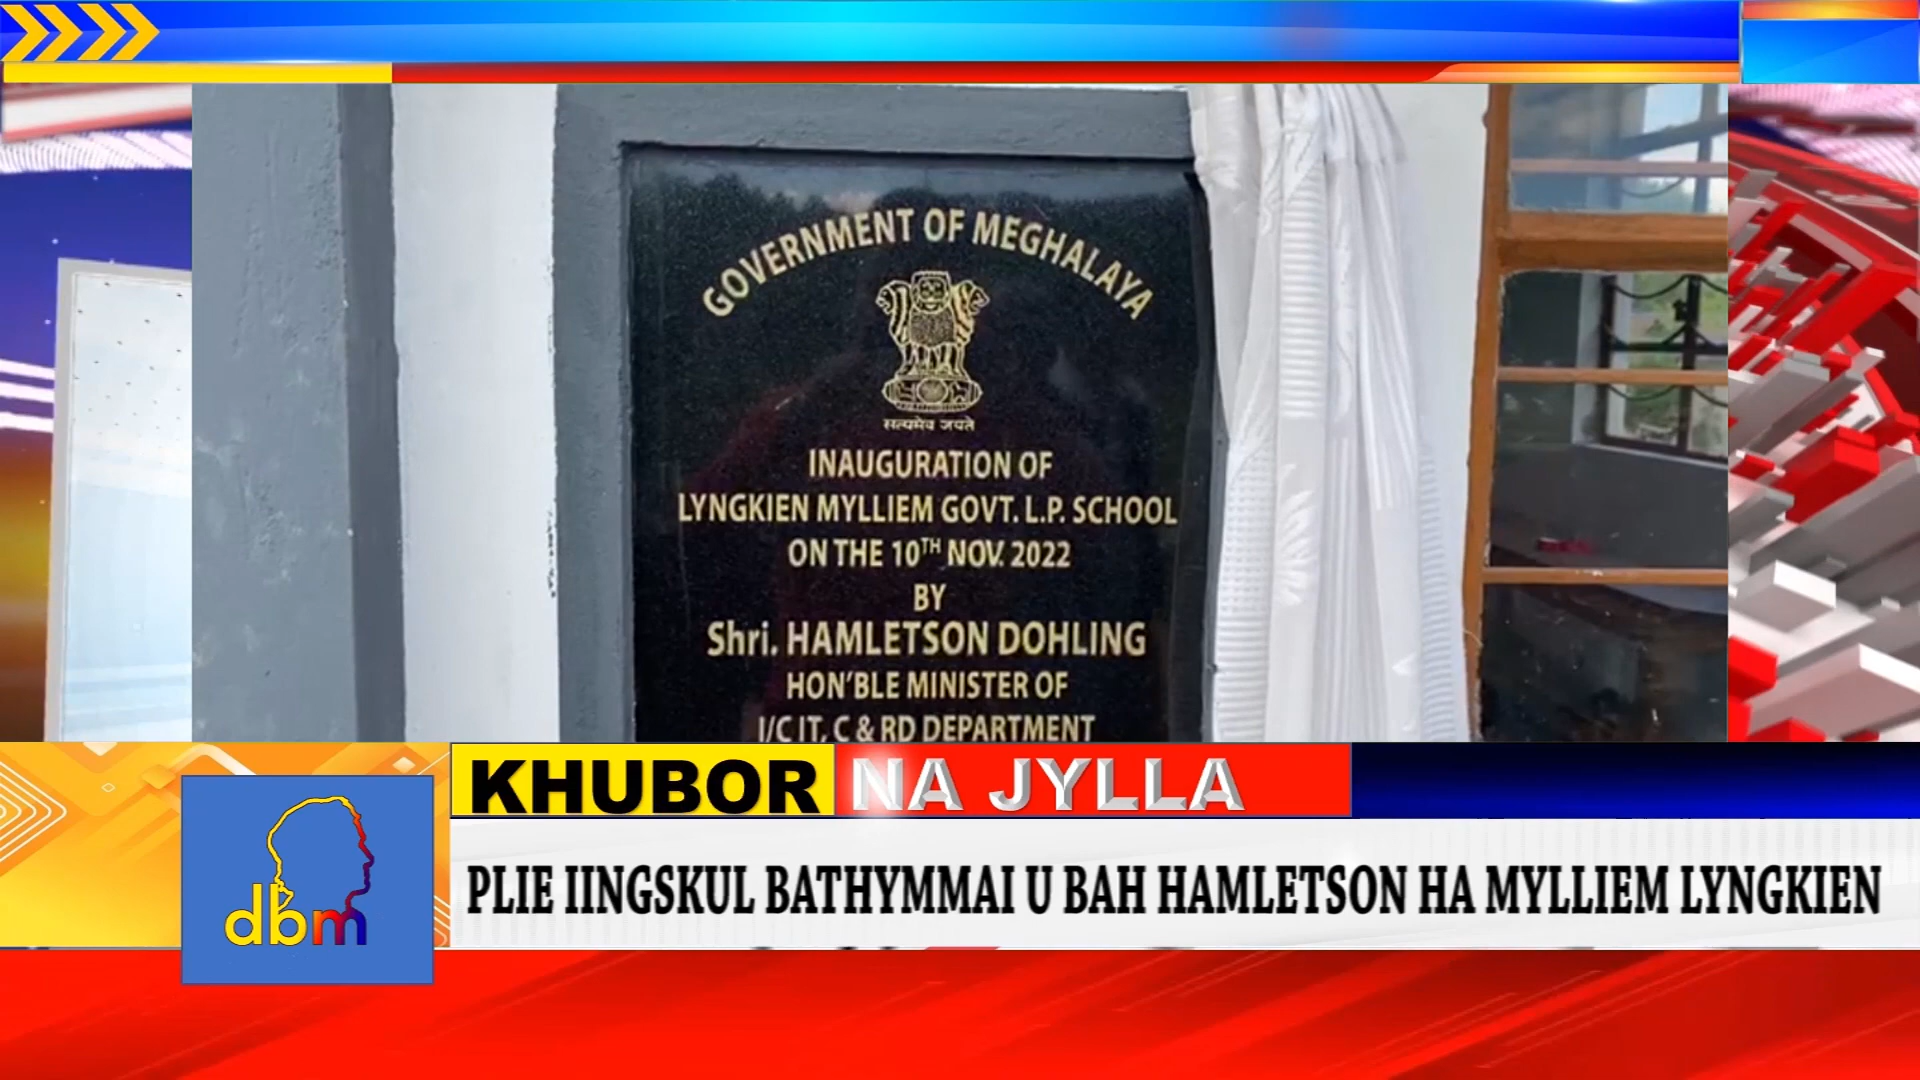 GOVERNMENT OF MEGHALAYA
सत्यमेव जयते
INAUGURATION OF
LYNGKIEN MYLLIEM GOVT. L.P. SCHOOL
ON THE 10TH NOV. 2022
BY
Shri. HAMLETSON DOHLING
HON'BLE MINISTER OF
I/C IT, C & RD DEPARTMENT
KHUBOR NA JYLLA
dbm
PLIE IINGSKUL BATHYMMAI U BAH HAMLETSON HA MYLLIEM LYNGKIEN